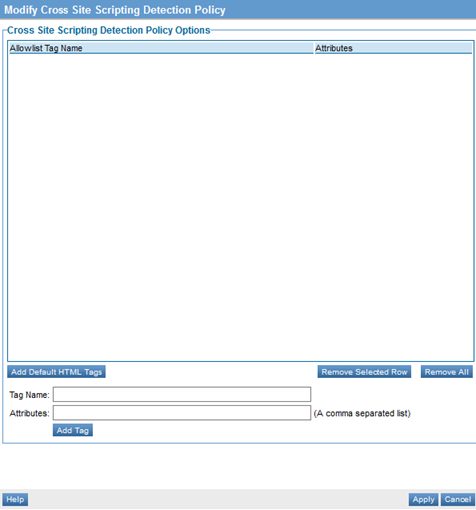 Modify Cross Site Scripting Detection Policy
Cross Site Scripting Detection Policy Options
Allowlist Tag Name Attributes
Add Default HTML Tags Remove Selected Row Remove All
Tag Name:
Attributes: (A comma separated list)
Add Tag
Help Apply Cancel